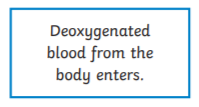 Deoxygenated
blood from the
body enters.